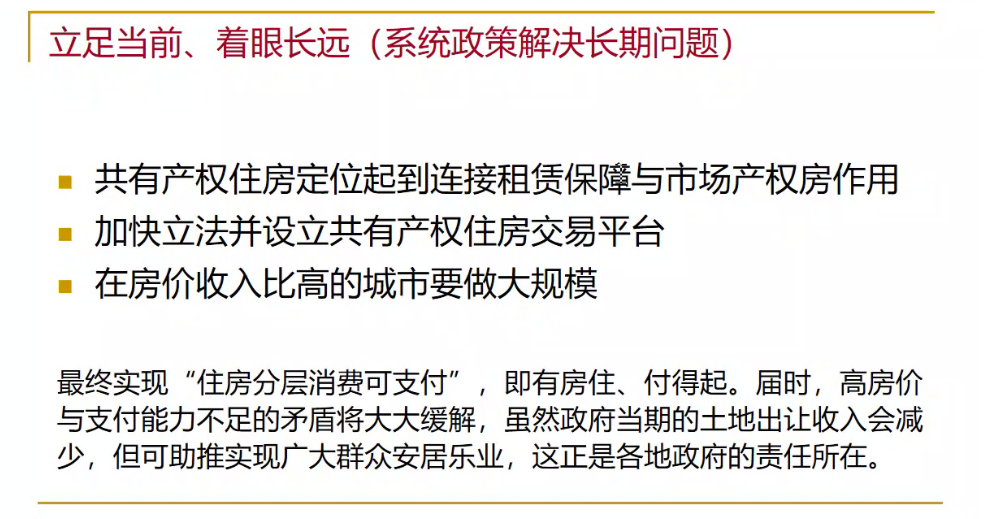 立足当前、着眼长远（系统政策解决长期问题）
共有产权住房定位起到连接租赁保障与市场产权房作用
加快立法并设立共有产权住房交易平台
在房价收入比高的城市要做大规模
最终实现“住房分层消费可支付”，即有房住、付得起。届时，高房价
与支付能力不足的矛盾将大大缓解，虽然政府当期的土地出让收入会减
少，但可助推实现广大群众安居乐业，这正是各地政府的责任所在。